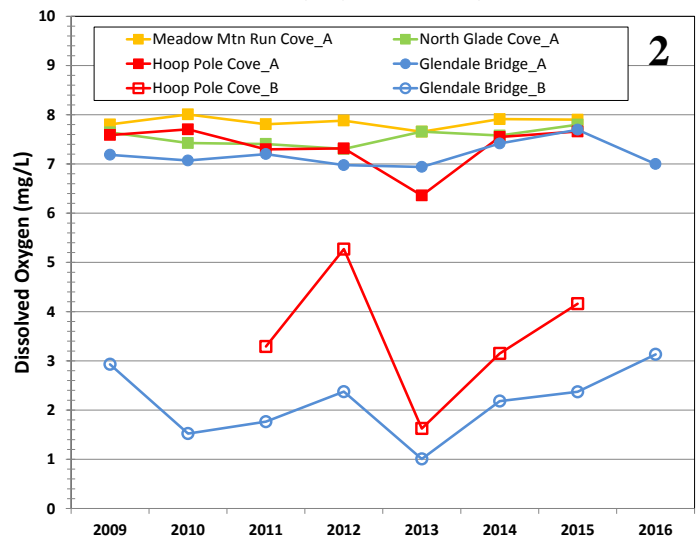 10
9
8
7
6
5
4
3
2
1
0
Dissolved Oxygen (mg/L)
Meadow Mtn Run Cove_A North Glade Cove_A
Hoop Pole Cove_A Glendale Bridge_A
Hoop Pole Cove_B Glendale Bridge_B
2
2009 2010 2011 2012 2013 2014 2015 2016